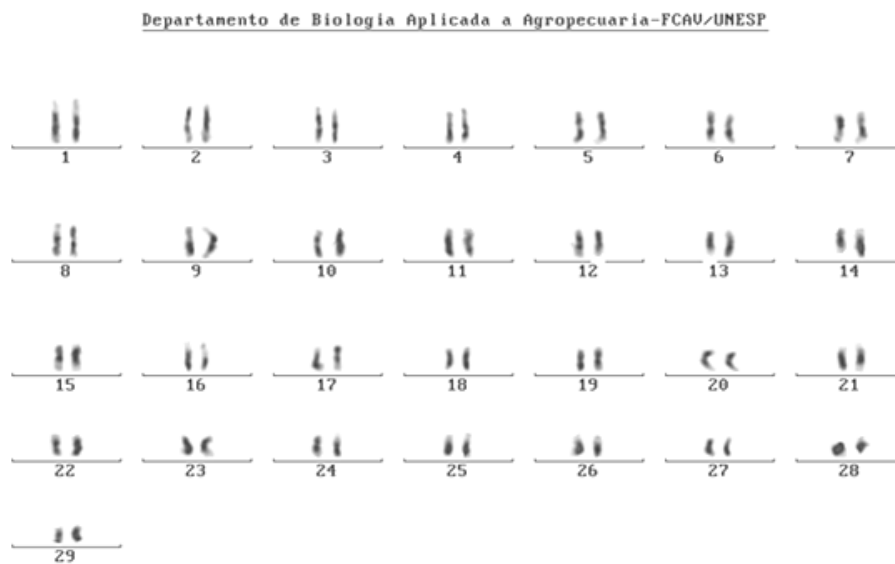 Departamento de Biologia Aplicada a Agropecuaria-FCAV/UNESP
1 2 3 4 5 6 7
8 9 10 11 12 13 14
15 16 17 18 19 20 21
22 23 24 25 26 27 28
29